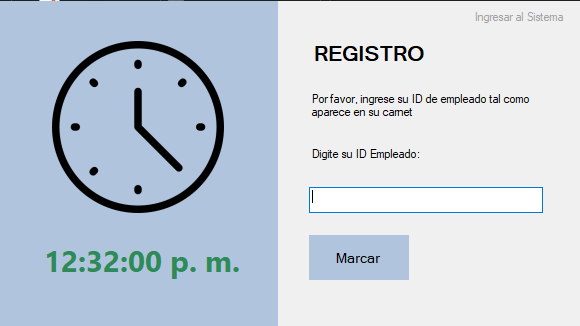 Ingresar al Sistema
REGISTRO
Por favor, ingrese su ID de empleado tal como
aparece en su carnet
Digite su ID Empleado:
Marcar
12:32:00 p. m.